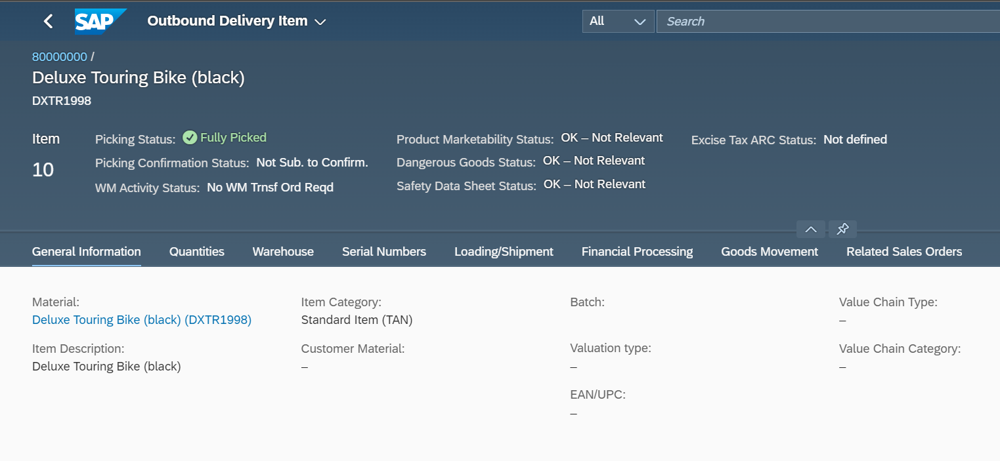 SAP Outbound Delivery Item All Search
80000000 /
Deluxe Touring Bike (black)
DXTR1998
Item
10
Picking Status: Fully Picked
Picking Confirmation Status: Not Sub. to Confirm.
WM Activity Status: No WM Trnsf Ord Reqd
Product Marketability Status: OK – Not Relevant
Dangerous Goods Status: OK – Not Relevant
Safety Data Sheet Status: OK – Not Relevant
Excise Tax ARC Status: Not defined
General Information Quantities Warehouse Serial Numbers Loading/Shipment Financial Processing Goods Movement Related Sales Orders
Material:
Deluxe Touring Bike (black) (DXTR1998)
Item Description:
Deluxe Touring Bike (black)
Item Category:
Standard Item (TAN)
Customer Material:
–
Batch:
Valuation type:
–
EAN/UPC:
–
Value Chain Type:
–
Value Chain Category:
–